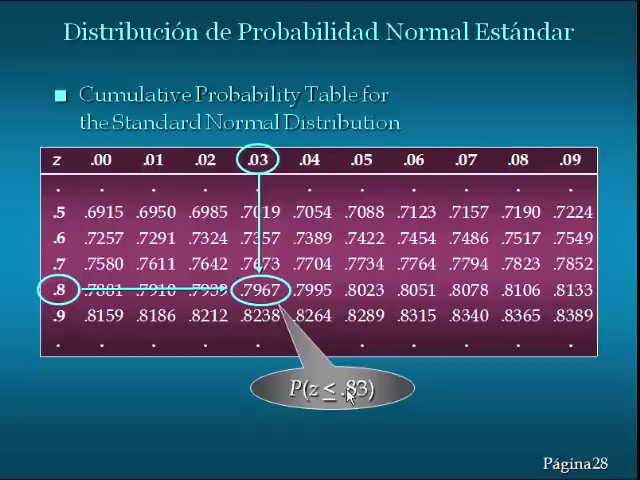 Distribución de Probabilidad Normal Estándar
Cumulative Probability Table for
the Standard Normal Distribution
z .00 .01 .02 .03 .04 .05 .06 .07 .08 .09
. . . . . . . . . . .
.5 .6915 .6950 .6985 .7019 .7054 .7088 .7123 .7157 .7190 .7224
.6 .7257 .7291 .7324 .7357 .7389 .7422 .7454 .7486 .7517 .7549
.7 .7580 .7611 .7642 .7673 .7704 .7734 .7764 .7794 .7823 .7852
.8 .7881 .7910 .7939 .7967 .7995 .8023 .8051 .8078 .8106 .8133
.9 .8159 .8186 .8212 .8238 .8264 .8289 .8315 .8340 .8365 .8389
. . . . . . . . . . .
P(z ≤ .83)
Página28